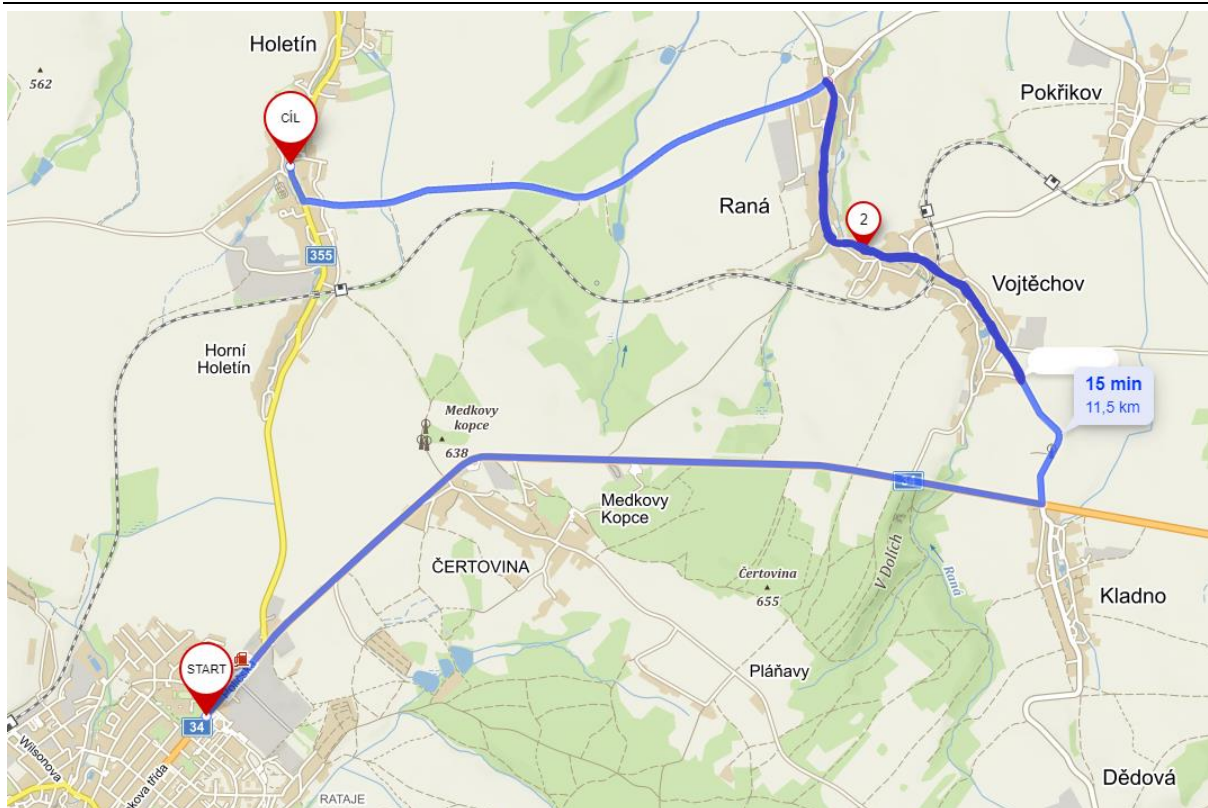 Holetín
562
CÍL
Pokřikov
Raná
2
355
Vojtěchov
Horní
Holetín
15 min
11,5 km
Medkovy
kopce
638
Medkovy
Kopce
ČERTOVINA
Čertovina
655
V Dolích
Raná
Kladno
START
34
Pláňavy
Wilsonova
RATAJE
Dědová